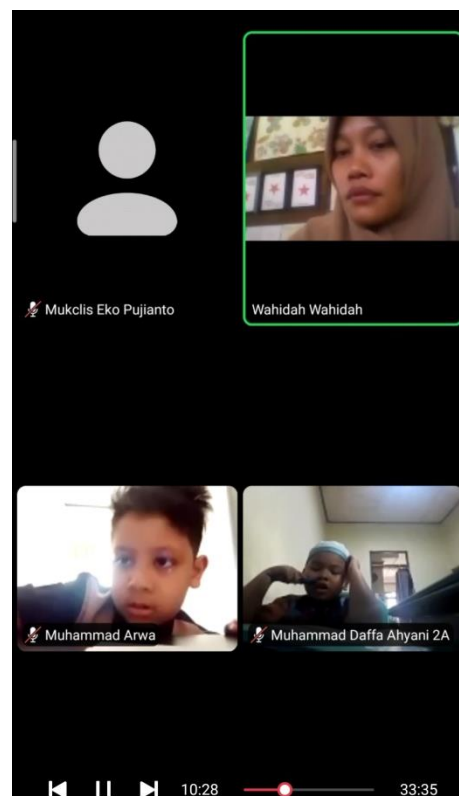 Mukclis Eko Pujianto
Wahidah Wahidah
Muhammad Arwa
Muhammad Daffa Ahyani 2A
10:28
33:35